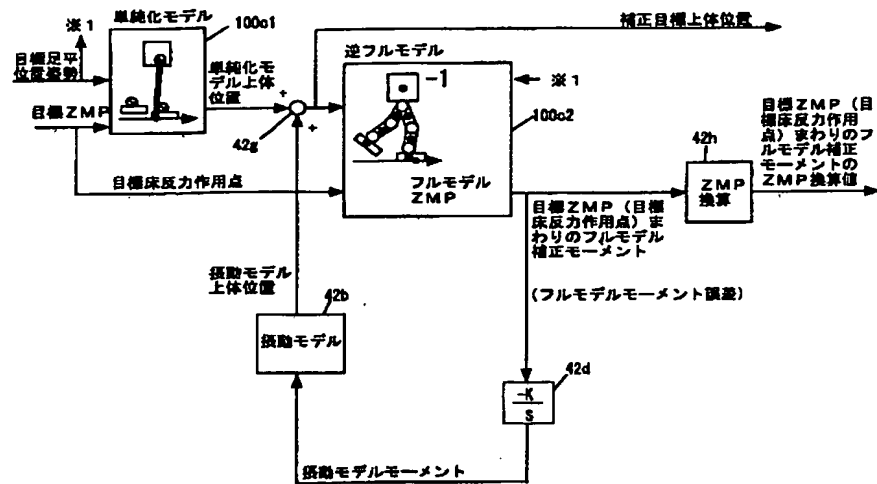 単純化モデル
100c1
※1
目標足平
位置姿勢
目標ZMP
単純化モ
デル上体
位置
+
+
42g
目標床反力作用点
逆フルモデル
-1
フルモデル
ZMP
※1
100c2
補正目標上体位置
42h
ZMP
換算
目標ZMP(目
標床反力作用
点)まわりのフ
ルモデル補正
モーメントの
ZMP換算値
目標ZMP(目標
床反力作用点)ま
わりのフルモデル
補正モーメント
(フルモデルモーメント誤差)
摂動モデル
上体位置
42b
摂動モデル
42d
-K
S
摂動モデルモーメント